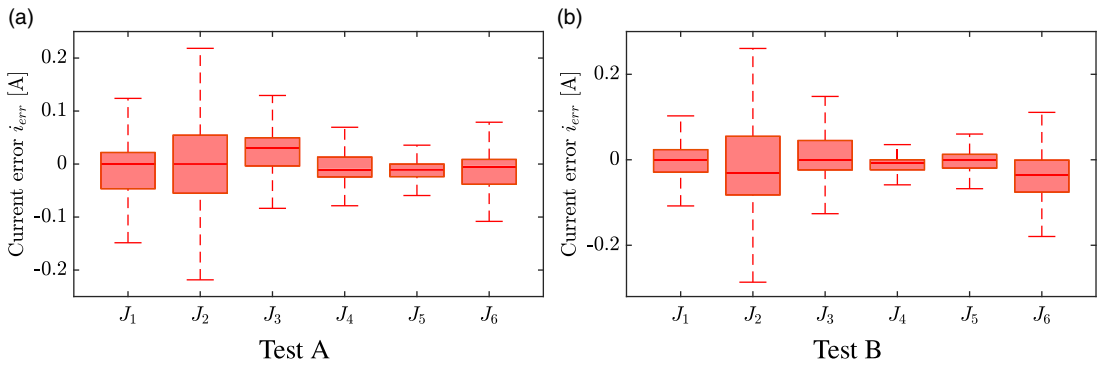 (a)
Current error i_err [A]
0.2
0.1
0
-0.1
-0.2
J1 J2 J3 J4 J5 J6
Test A
(b)
Current error i_err [A]
0.2
0
-0.2
J1 J2 J3 J4 J5 J6
Test B